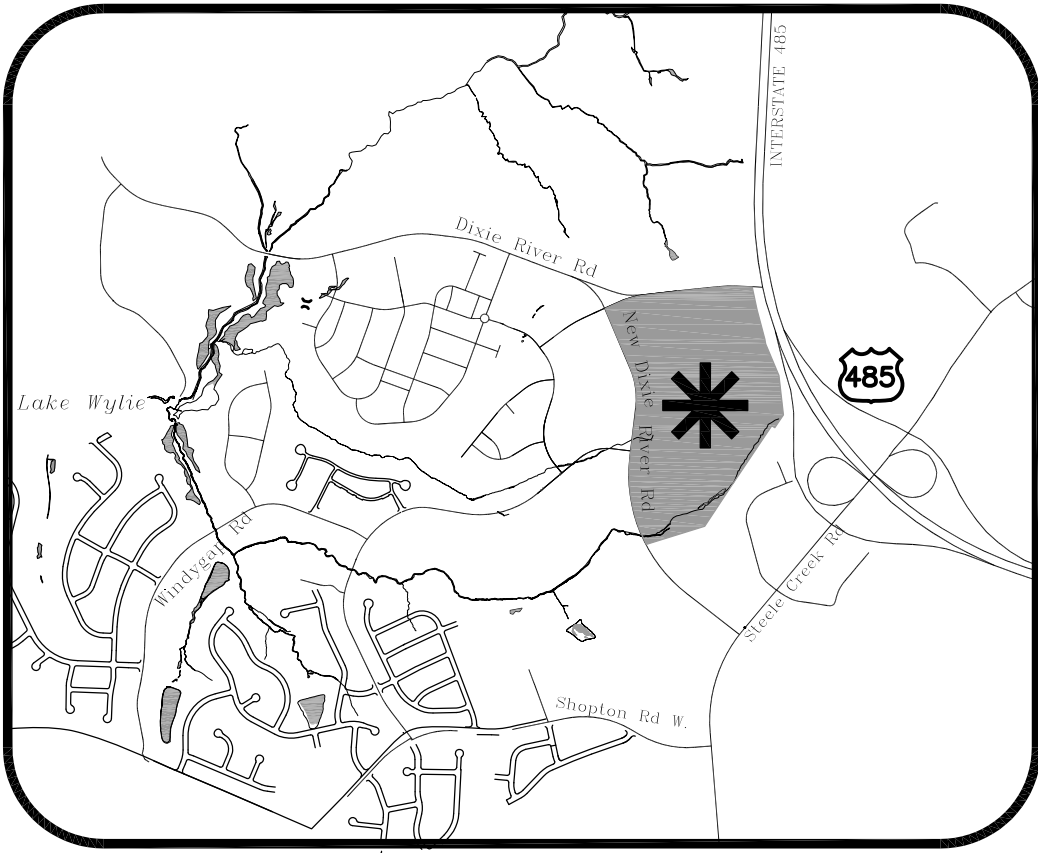 INTERSTATE 485
Dixie River Rd
New Dixie River Rd
485
Lake Wylie
Windygap Rd
Steele Creek Rd
Shopton Rd W.